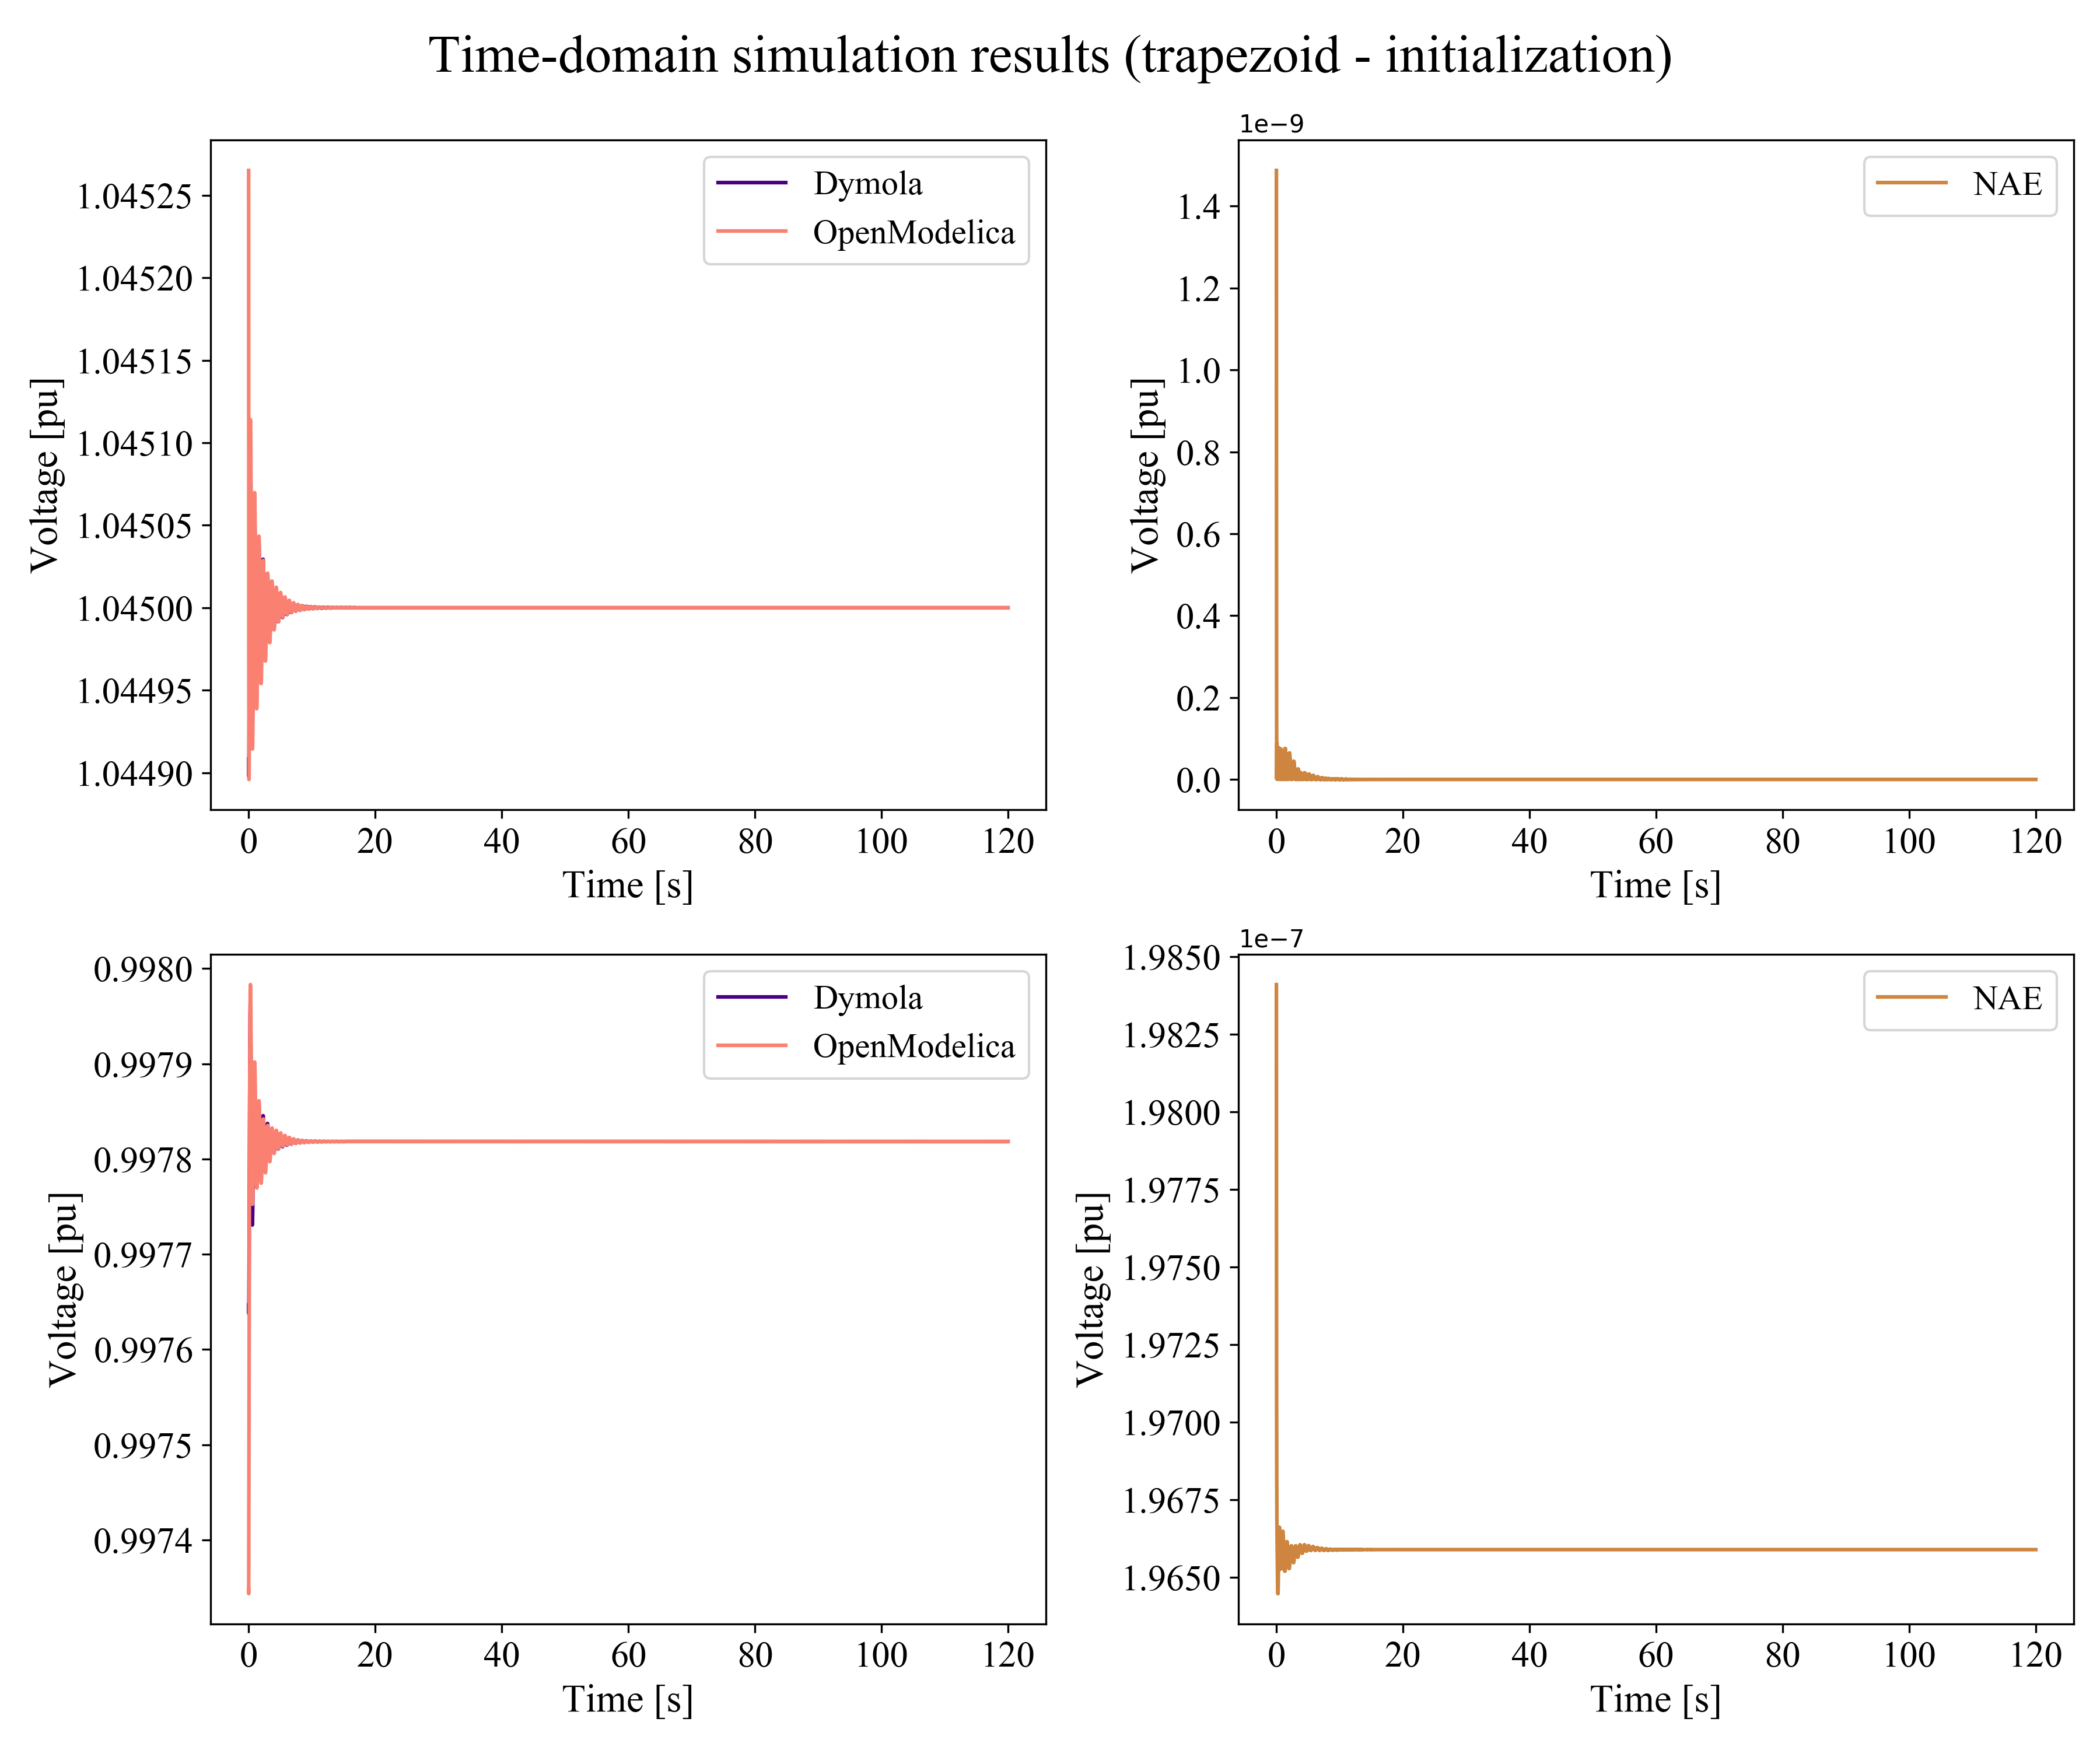 Time-domain simulation results (trapezoid - initialization)
1.04525
1.04520
1.04515
1.04510
1.04505
1.04500
1.04495
1.04490
Voltage [pu]
Dymola
OpenModelica
0 20 40 60 80 100 120
Time [s]
1e−9
1.4
1.2
1.0
0.8
0.6
0.4
0.2
0.0
Voltage [pu]
NAE
0 20 40 60 80 100 120
Time [s]
0.9980
0.9979
0.9978
0.9977
0.9976
0.9975
0.9974
Voltage [pu]
Dymola
OpenModelica
0 20 40 60 80 100 120
Time [s]
1e−7
1.9850
1.9825
1.9800
1.9775
1.9750
1.9725
1.9700
1.9675
1.9650
Voltage [pu]
NAE
0 20 40 60 80 100 120
Time [s]